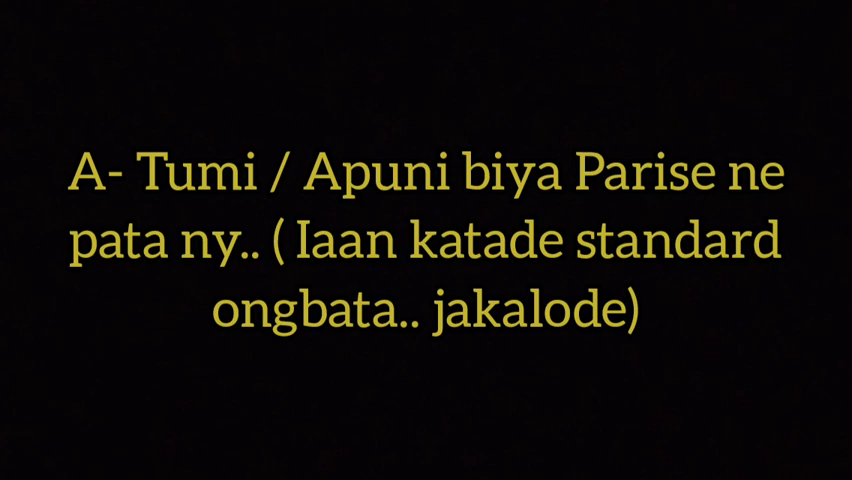 A- Tumi / Apuni biya Parise ne
pata ny.. ( Iaan katade standard
ongbata.. jakalode)